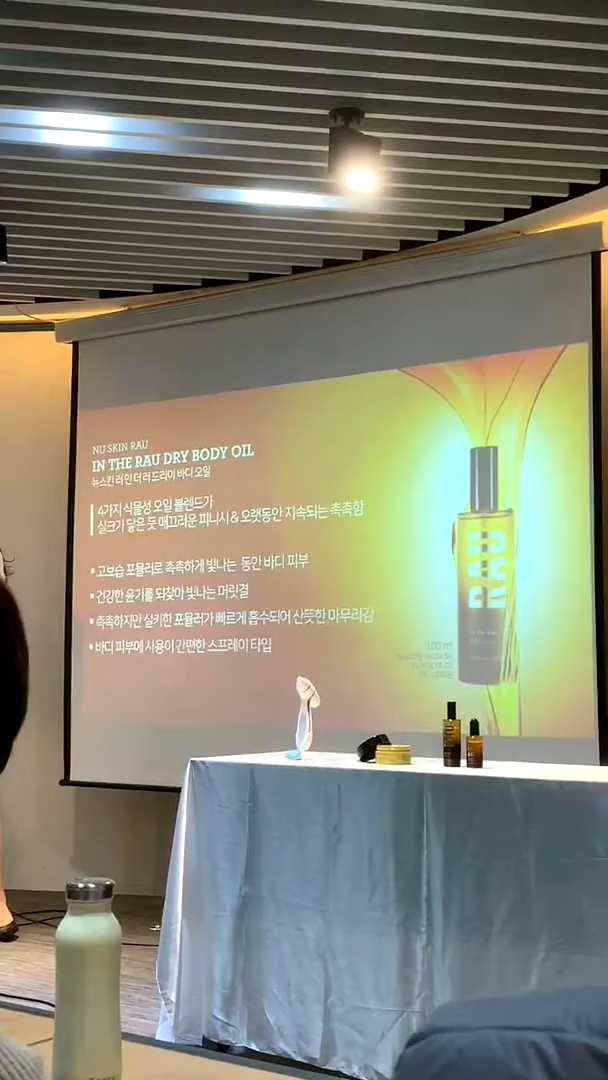 NU SKIN RAU
IN THE RAU DRY BODY OIL
뉴스킨 러 인 더 러 드라이 바디 오일
4가지 식물성 오일 블렌드가
실크가 닿은 듯 매끄러운 피니시 & 오랫동안 지속되는 촉촉함
▪ 고보습 포뮬러로 촉촉하게 빛나는 동안 바디 피부
▪ 건강한 윤기를 되찾아 빛나는 머릿결
▪ 촉촉하지만 실키한 포뮬러가 빠르게 흡수되어 산뜻한 마무리감
▪ 바디 피부에 사용이 간편한 스프레이 타입
RAU
100 ml